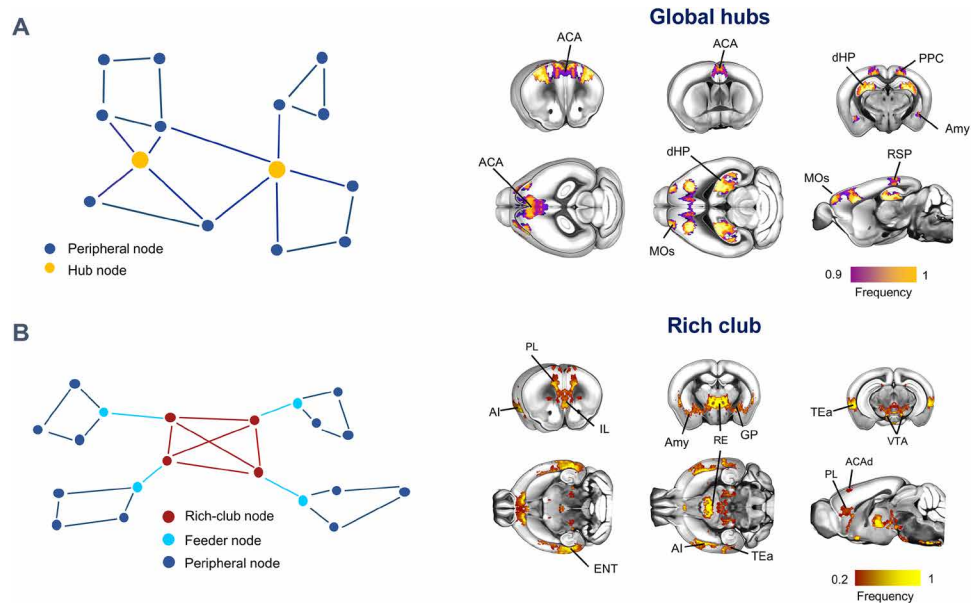 A
Global hubs
ACA
ACA
dHP
PPC
Amy
ACA
dHP
RSP
MOs
MOs
Peripheral node
Hub node
0.9
1
Frequency
B
Rich club
PL
AI
IL
Amy
RE
GP
TEa
VTA
PL
ACAd
AI
TEa
ENT
Rich-club node
Feeder node
Peripheral node
0.2
1
Frequency